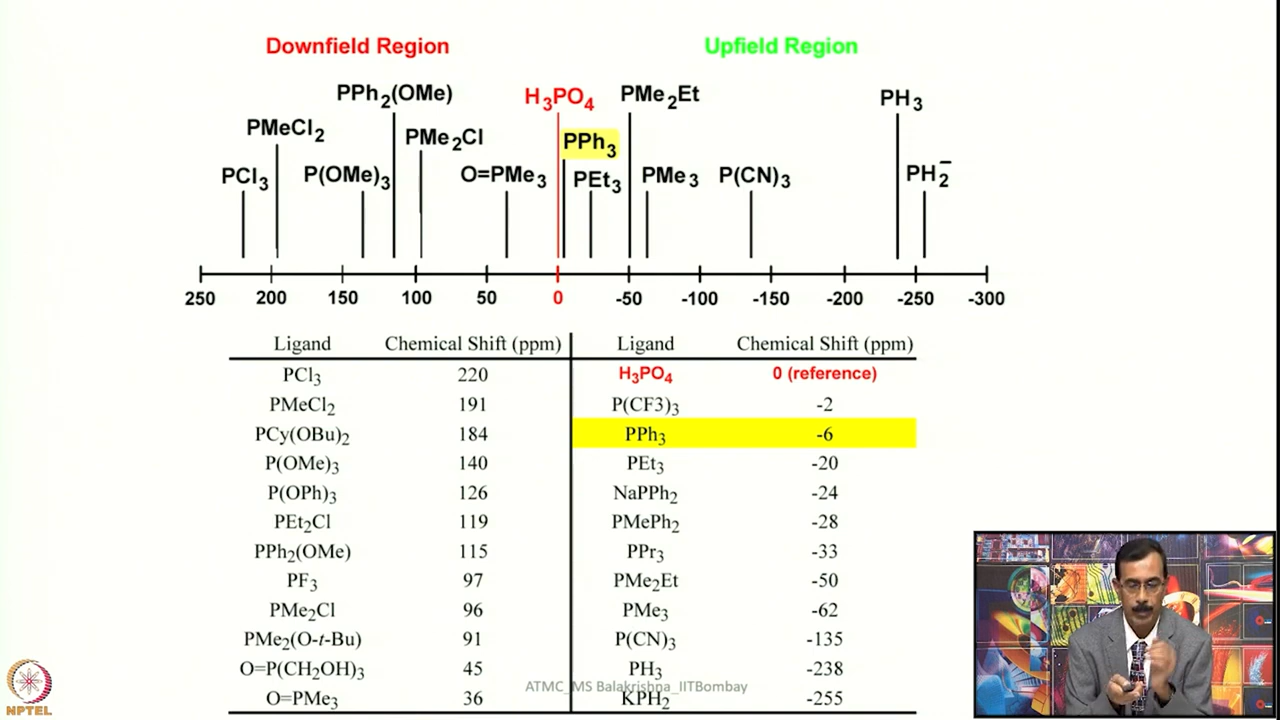 Downfield Region Upfield Region
PPh2(OMe) H3PO4 PMe2Et PH3
PMeCl2 PMe2Cl PPh3
PCl3 P(OMe)3 O=PMe3 PEt3 PMe3 P(CN)3 PH2−
250 200 150 100 50 0 -50 -100 -150 -200 -250 -300
Ligand Chemical Shift (ppm) Ligand Chemical Shift (ppm)
PCl3 220 H3PO4 0 (reference)
PMeCl2 191 P(CF3)3 -2
PCy(OBu)2 184 PPh3 -6
P(OMe)3 140 PEt3 -20
P(OPh)3 126 NaPPh2 -24
PEt2Cl 119 PMePh2 -28
PPh2(OMe) 115 PPr3 -33
PF3 97 PMe2Et -50
PMe2Cl 96 PMe3 -62
PMe2(O-t-Bu) 91 P(CN)3 -135
O=P(CH2OH)3 45 PH3 -238
O=PMe3 36 KPH2 -255
ATMC_MS Balakrishna_IITBombay
NPTEL